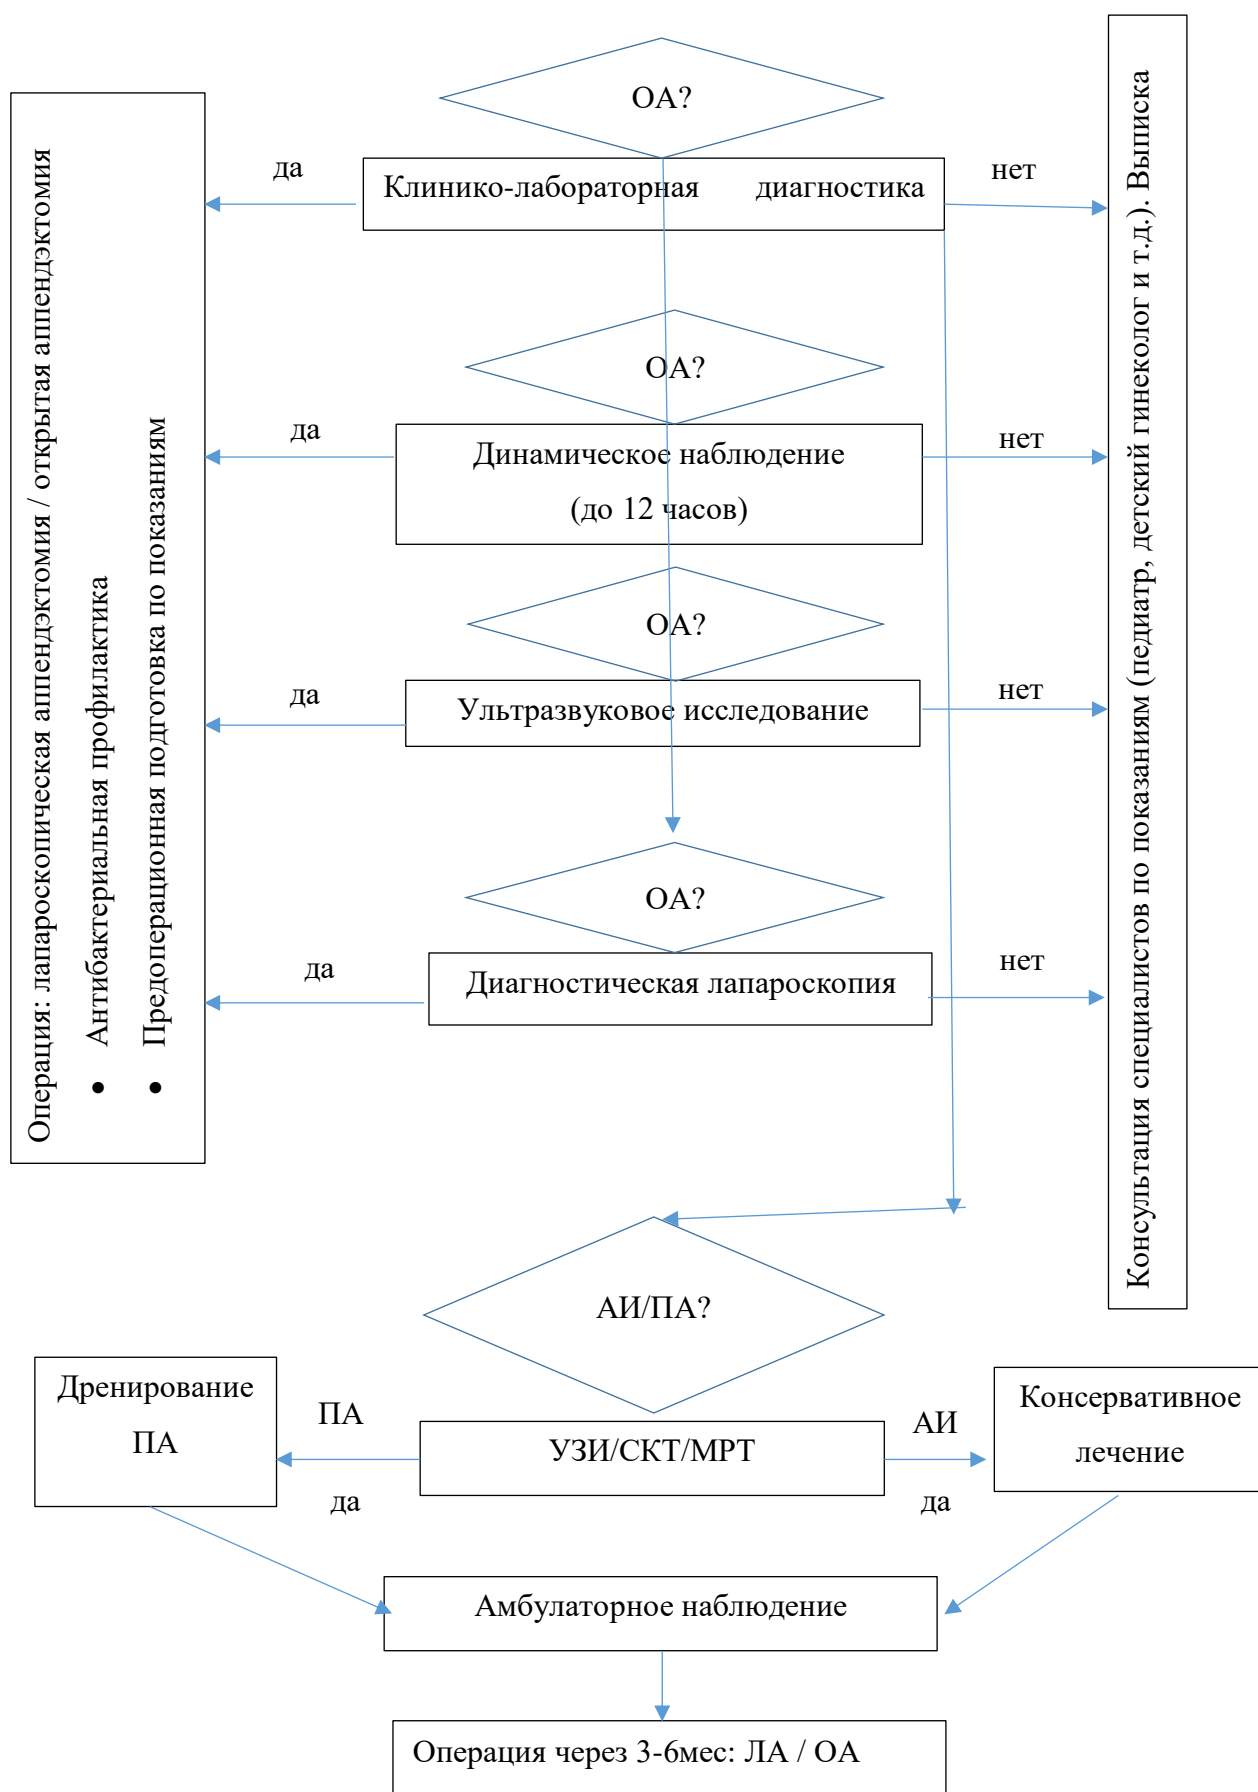 ОА?
да
Клинико-лабораторная диагностика
нет
ОА?
да
Динамическое наблюдение
(до 12 часов)
нет
ОА?
да
Ультразвуковое исследование
нет
ОА?
да
Диагностическая лапароскопия
нет
Операция: лапароскопическая аппендэктомия / открытая аппендэктомия
● Антибактериальная профилактика
● Предоперационная подготовка по показаниям
Консультация специалистов по показаниям (педиатр, детский гинеколог и т.д.). Выписка
АИ/ПА?
Дренирование
ПА
ПА
да
УЗИ/СКТ/МРТ
АИ
да
Консервативное
лечение
Амбулаторное наблюдение
Операция через 3-6мес: ЛА / ОА